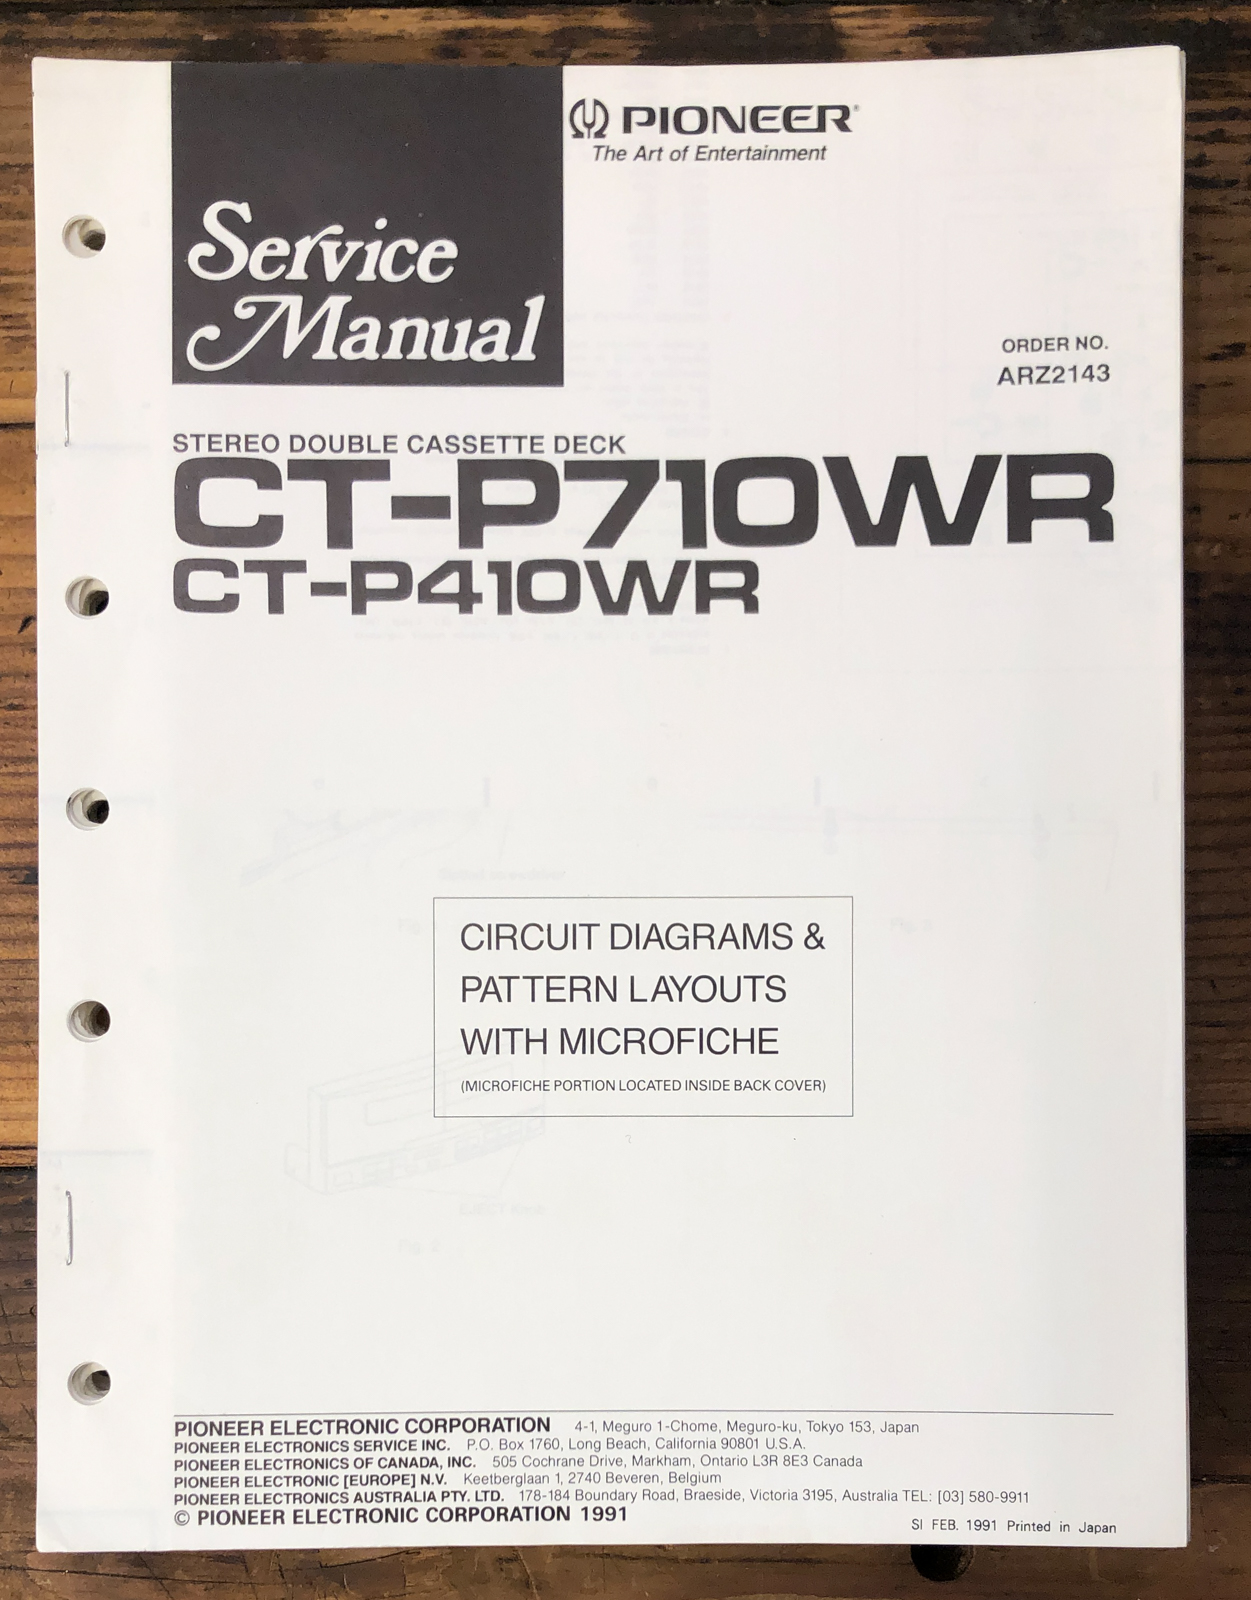 PIONEER®
The Art of Entertainment
Service
Manual
ORDER NO.
ARZ2143
STEREO DOUBLE CASSETTE DECK
CT-P710WR
CT-P410WR
CIRCUIT DIAGRAMS &
PATTERN LAYOUTS
WITH MICROFICHE
(MICROFICHE PORTION LOCATED INSIDE BACK COVER)
PIONEER ELECTRONIC CORPORATION 4-1, Meguro 1-Chome, Meguro-ku, Tokyo 153, Japan
PIONEER ELECTRONICS SERVICE INC. P.O. Box 1760, Long Beach, California 90801 U.S.A.
PIONEER ELECTRONICS OF CANADA, INC. 505 Cochrane Drive, Markham, Ontario L3R 8E3 Canada
PIONEER ELECTRONIC [EUROPE] N.V. Keetberglaan 1, 2740 Beveren, Belgium
PIONEER ELECTRONICS AUSTRALIA PTY. LTD. 178-184 Boundary Road, Braeside, Victoria 3195, Australia TEL: [03] 580-9911
© PIONEER ELECTRONIC CORPORATION 1991
SI FEB. 1991 Printed in Japan